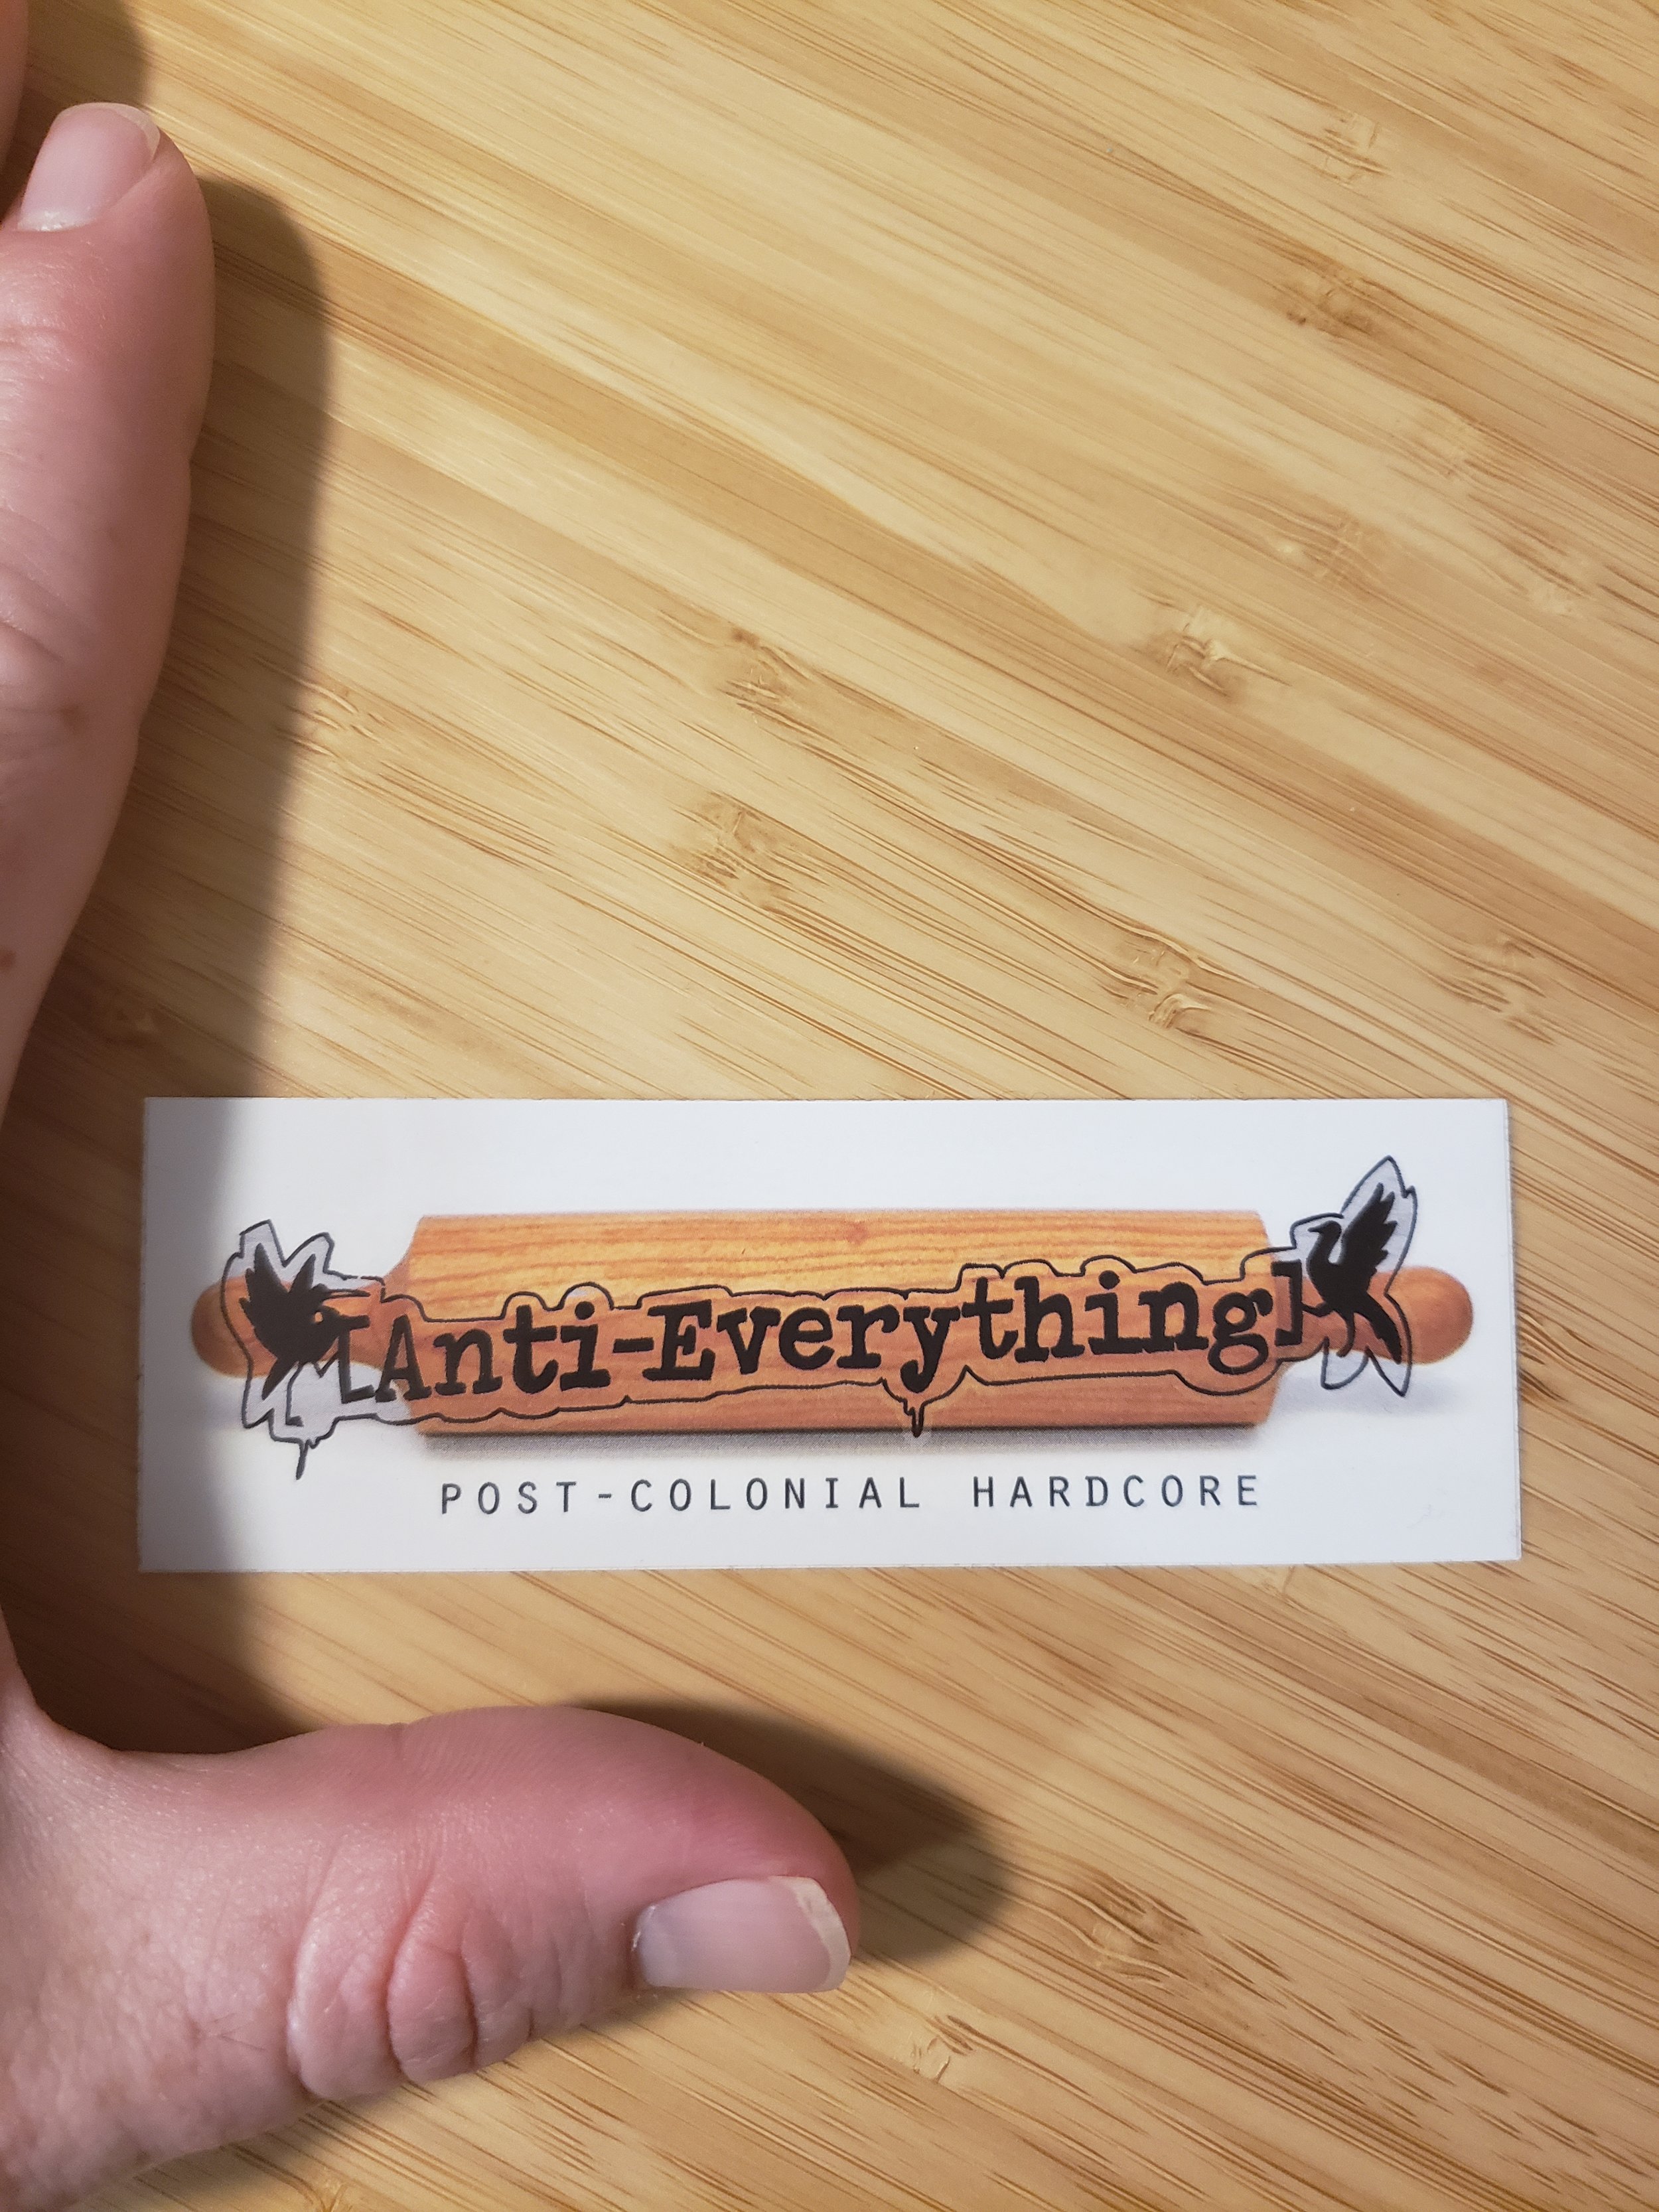 [Anti-Everything]
POST-COLONIAL HARDCORE